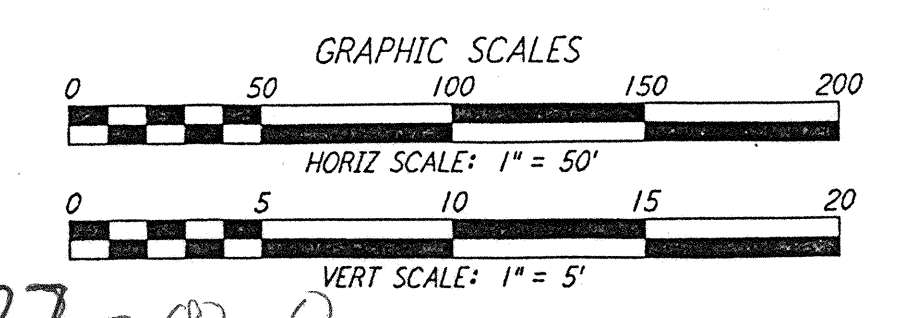 GRAPHIC SCALES
0 50 100 150 200
HORIZ SCALE: 1" = 50'
0 5 10 15 20
VERT SCALE: 1" = 5'